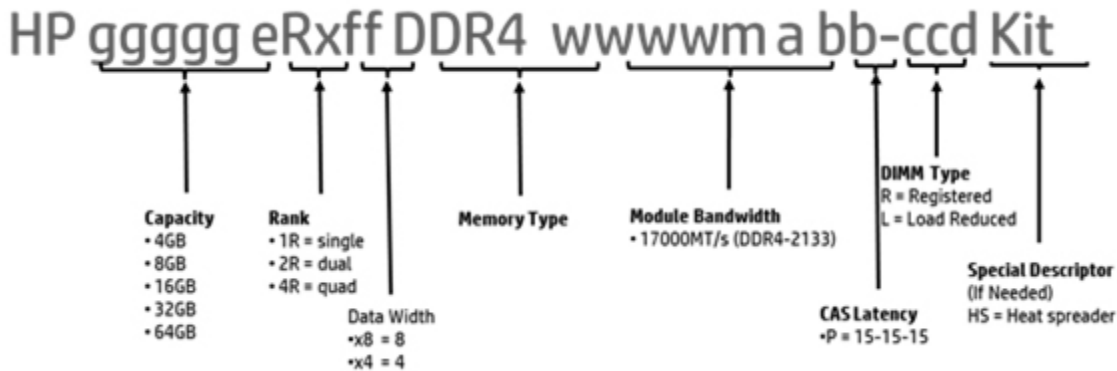 HP ggggg eRxff DDR4 wwwwm a bb-ccd Kit
Capacity
• 4GB
• 8GB
• 16GB
• 32GB
• 64GB
Rank
• 1R = single
• 2R = dual
• 4R = quad
Data Width
•x8 = 8
•x4 = 4
Memory Type
Module Bandwidth
• 17000MT/s (DDR4-2133)
CAS Latency
•P = 15-15-15
DIMM Type
R = Registered
L = Load Reduced
Special Descriptor
(If Needed)
HS = Heat spreader